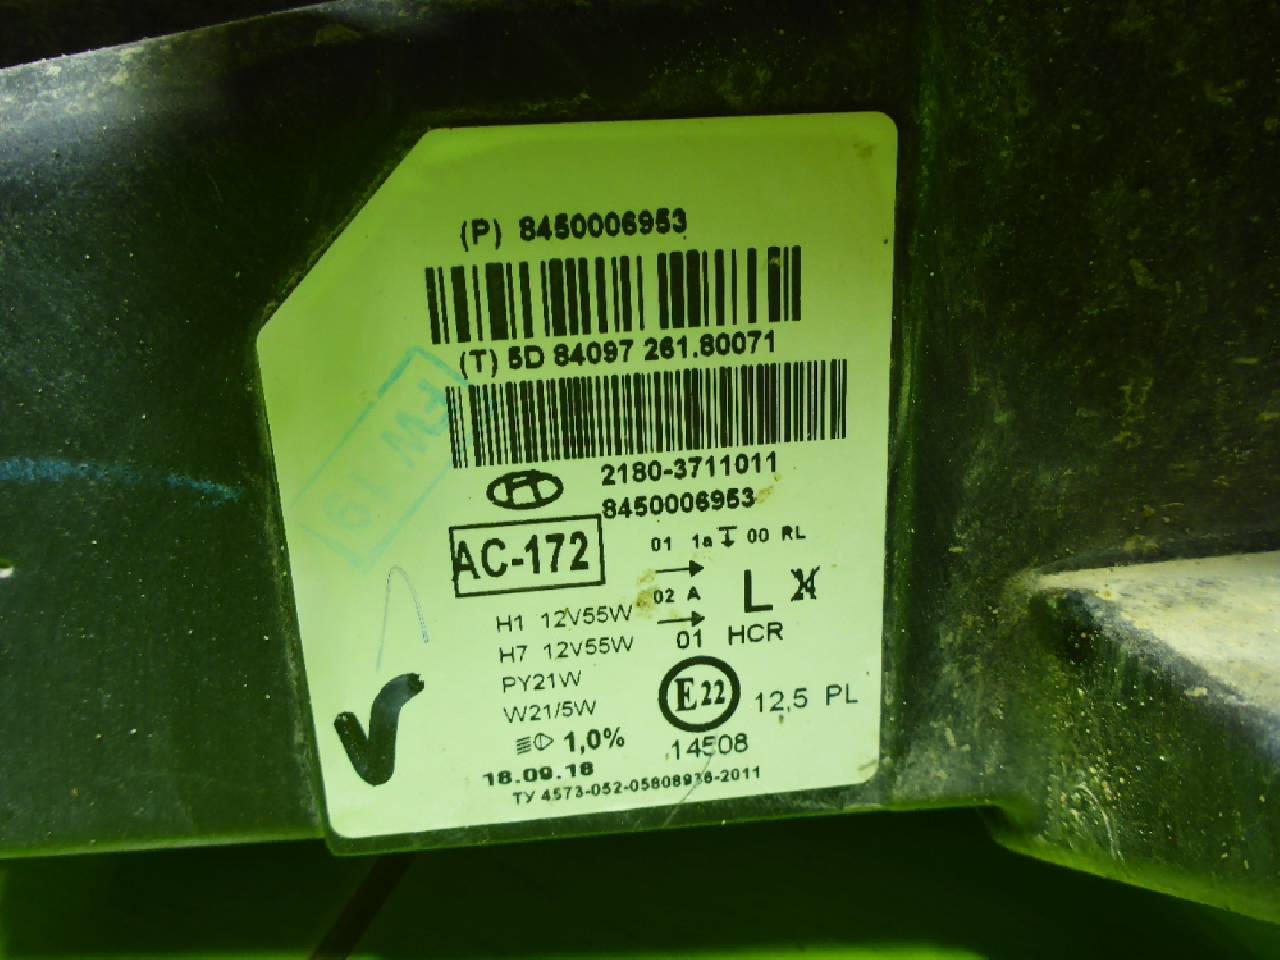 (P) 8450006953
(T) 5D 84097 261.80071
FW 19
2180-3711011
8450006953
AC-172
01 1a 00 RL
02 A
L
H1 12V55W
H7 12V55W
01 HCR
PY21W
W21/5W
E22
12,5 PL
1,0%
14508
18.09.18
ТУ 4573-052-05808936-2011